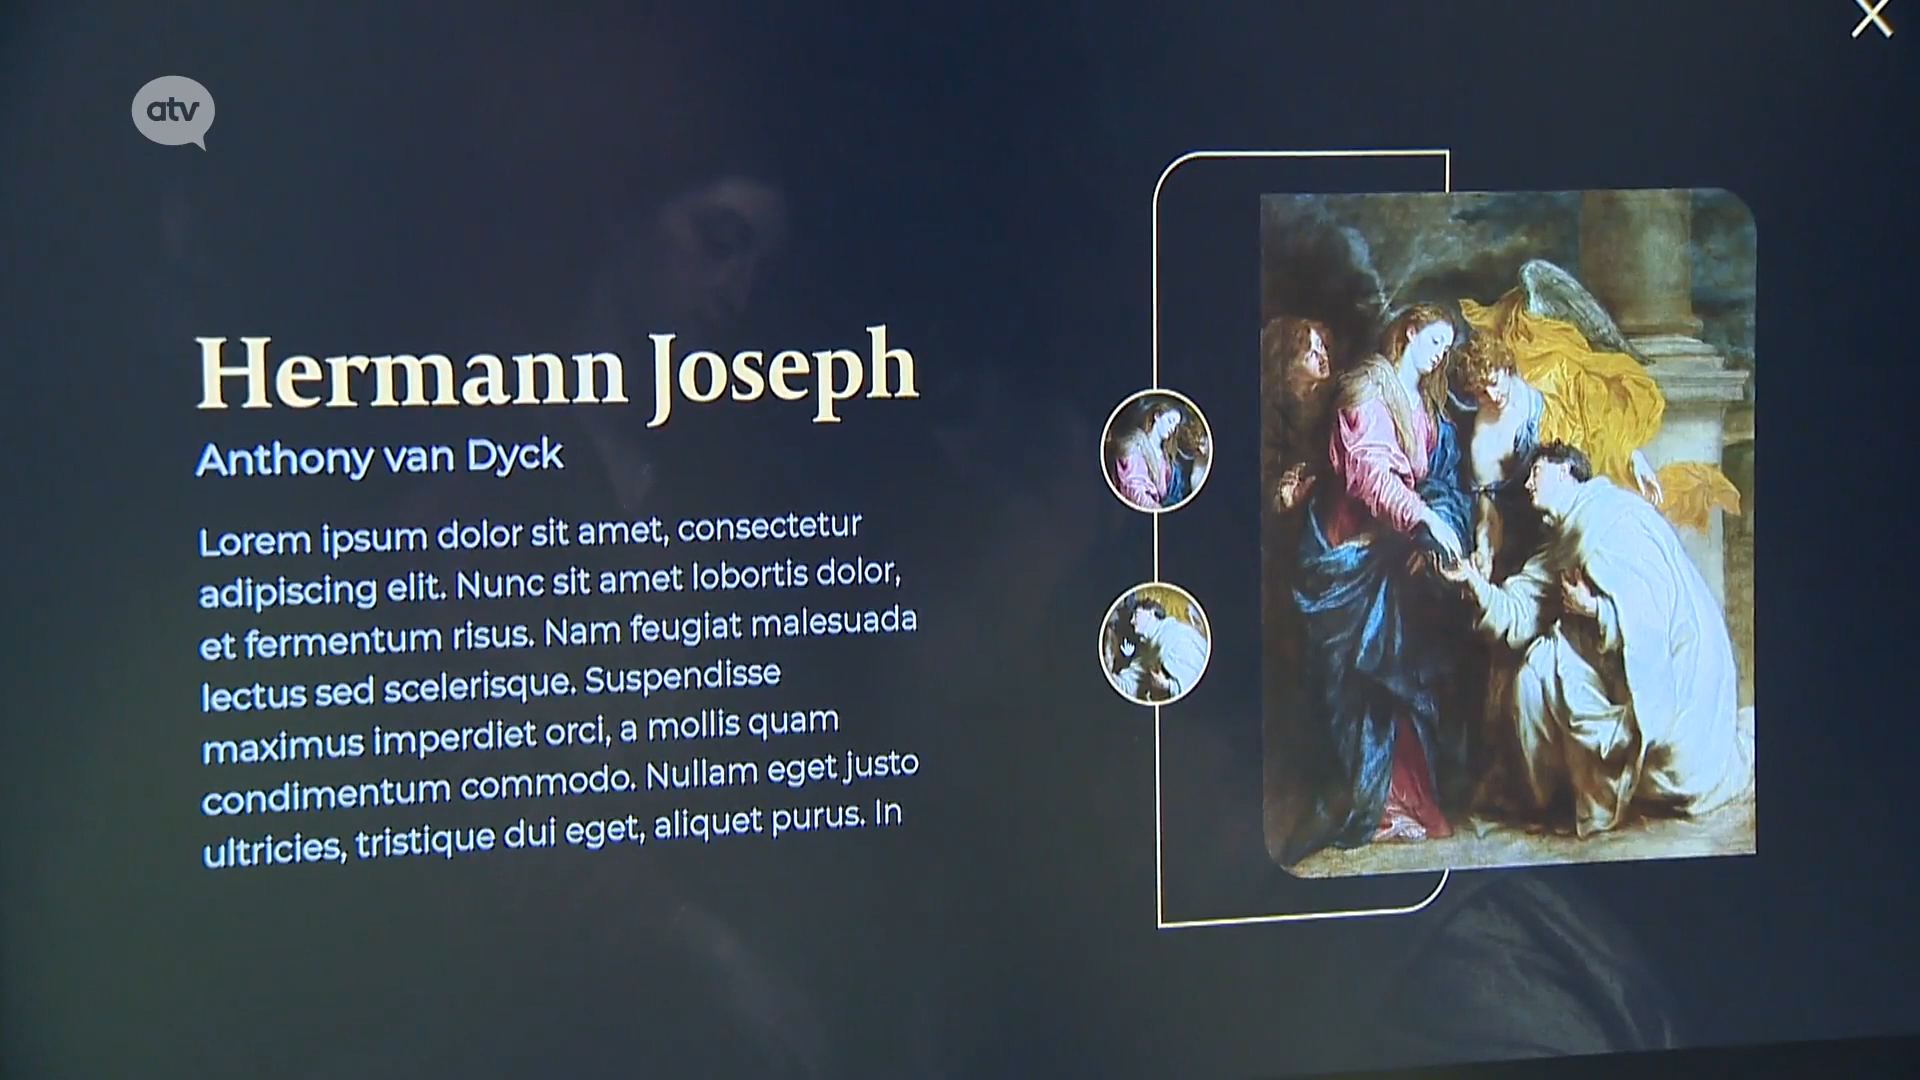 atv
Hermann Joseph
Anthony van Dyck
Lorem ipsum dolor sit amet, consectetur
adipiscing elit. Nunc sit amet lobortis dolor,
et fermentum risus. Nam feugiat malesuada
lectus sed scelerisque. Suspendisse
maximus imperdiet orci, a mollis quam
condimentum commodo. Nullam eget justo
ultricies, tristique dui eget, aliquet purus. In